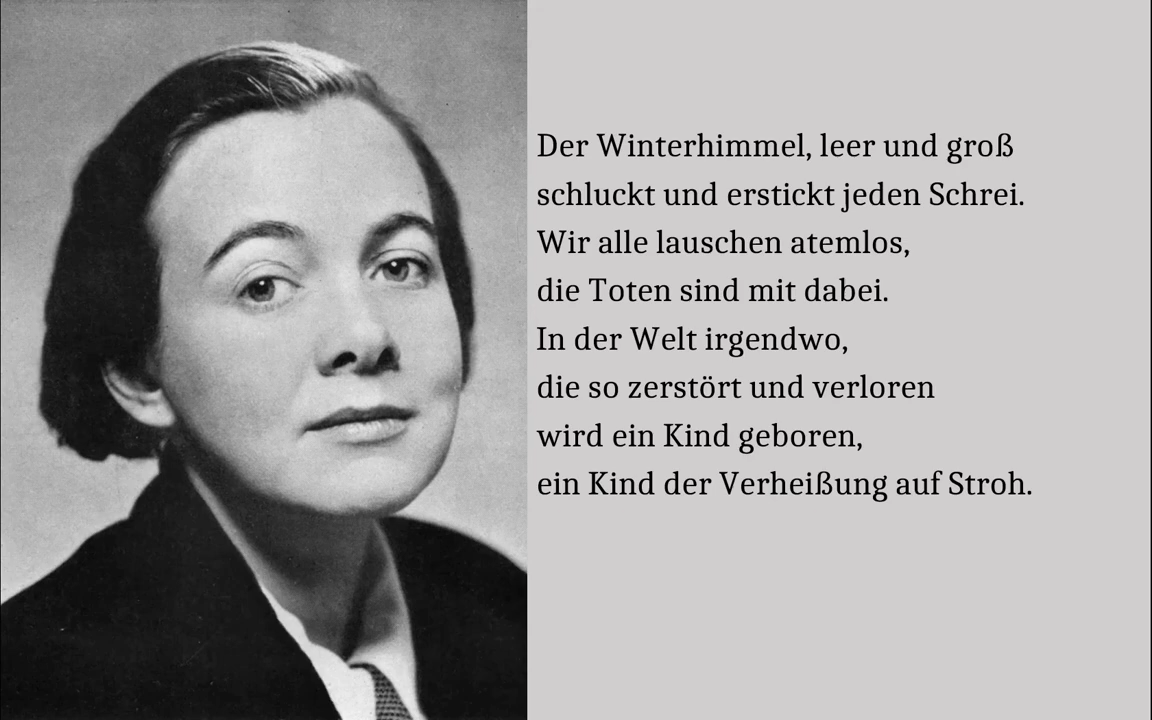 Der Winterhimmel, leer und groß
schluckt und erstickt jeden Schrei.
Wir alle lauschen atemlos,
die Toten sind mit dabei.
In der Welt irgendwo,
die so zerstört und verloren
wird ein Kind geboren,
ein Kind der Verheißung auf Stroh.